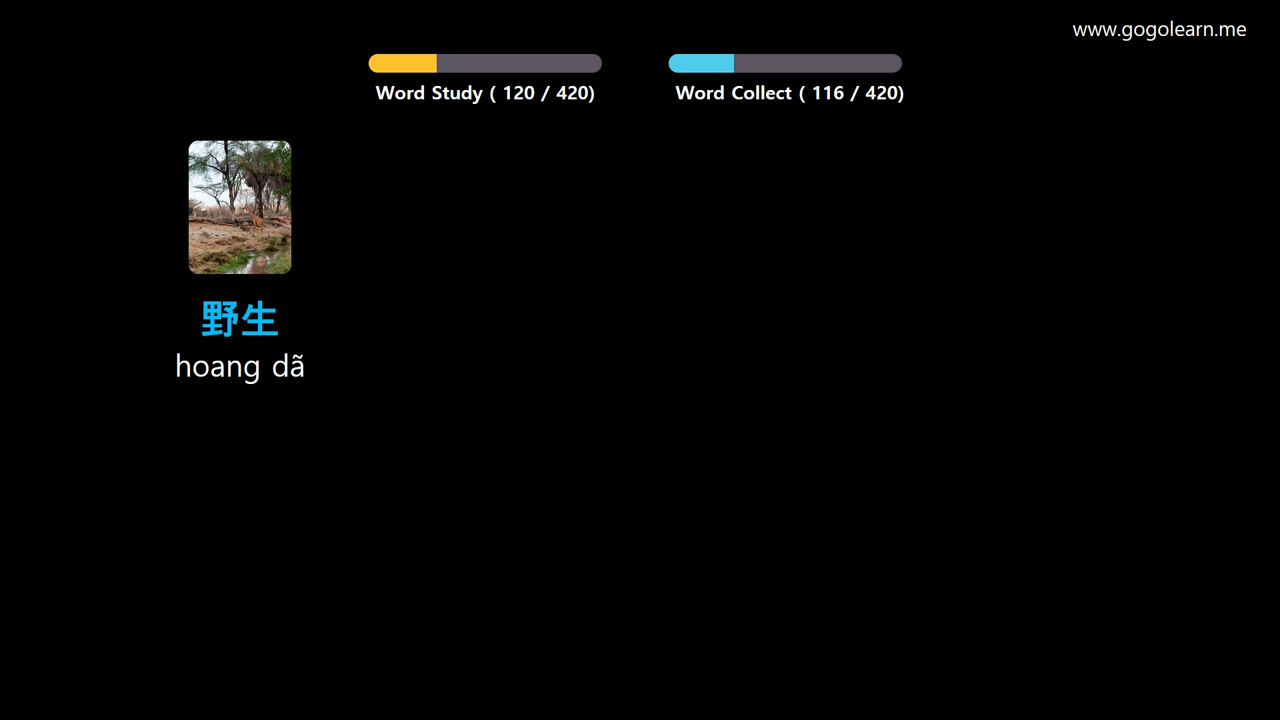 www.gogolearn.me
Word Study ( 120 / 420)
Word Collect ( 116 / 420)
野生
hoang dã